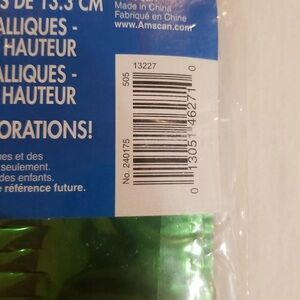 S DE 13.3 CM
ALLIQUES -
HAUTEUR
ALLIQUES -
HAUTEUR
ORATIONS!
es et des
seulement.
des enfants.
e référence future.
Made in China
Fabriqué en Chine
www.Amscan.com
505 13227
No. 240175
0 13051 46271 0